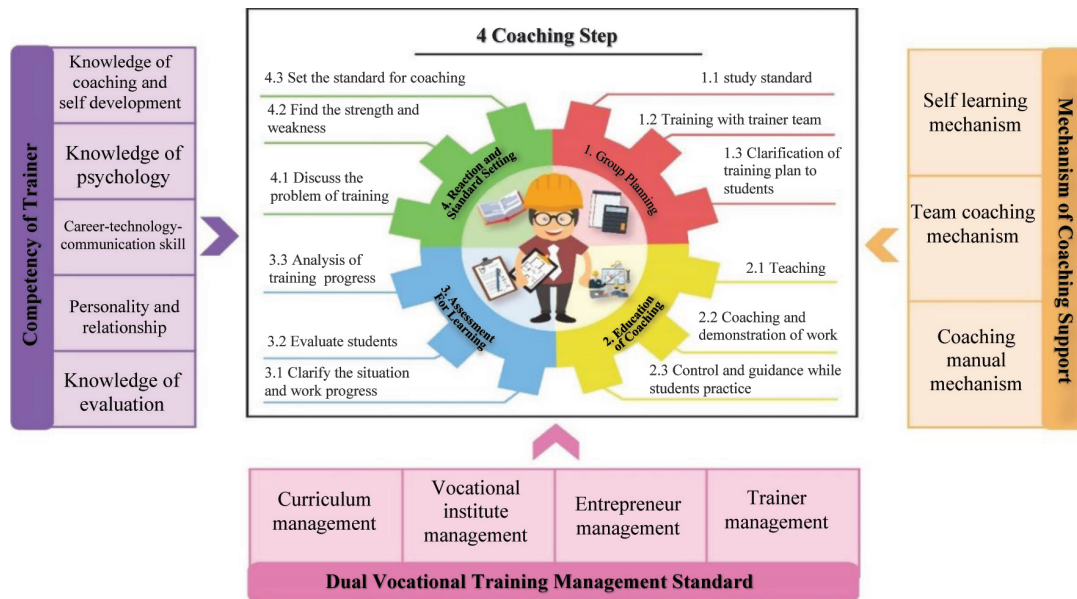 Competency of Trainer
Knowledge of
coaching and
self development
Knowledge of
psychology
Career-technology-
communication skill
Personality and
relationship
Knowledge of
evaluation
4 Coaching Step
4.3 Set the standard for coaching
4.2 Find the strength and
weakness
4.1 Discuss the
problem of training
3.3 Analysis of
training progress
3.2 Evaluate students
3.1 Clarify the situation
and work progress
1.1 study standard
1.2 Training with trainer team
1.3 Clarification of
training plan to
students
2.1 Teaching
2.2 Coaching and
demonstration of work
2.3 Control and guidance while
students practice
1. Group Planning
2. Education
of Coaching
3. Assessment
For Learning
4. Reaction and
Standard Setting
Self learning
mechanism
Team coaching
mechanism
Coaching
manual
mechanism
Mechanism of Coaching Support
Curriculum
management
Vocational
institute
management
Entrepreneur
management
Trainer
management
Dual Vocational Training Management Standard